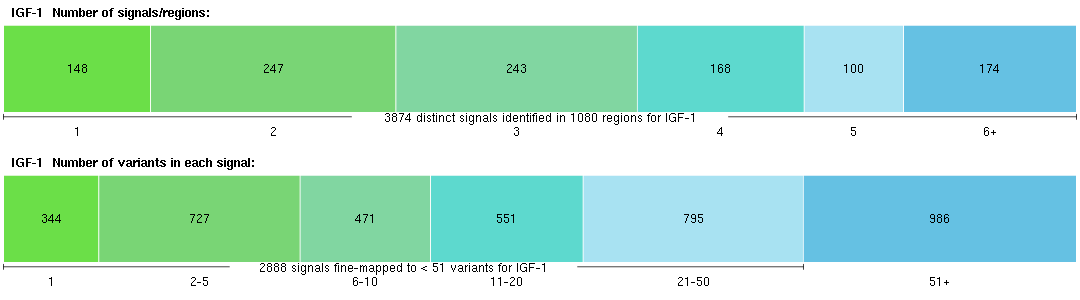 IGF-1 Number of signals/regions:
148 247 243 168 100 174
3874 distinct signals identified in 1080 regions for IGF-1
1 2 3 4 5 6+
IGF-1 Number of variants in each signal:
344 727 471 551 795 986
2888 signals fine-mapped to < 51 variants for IGF-1
1 2-5 6-10 11-20 21-50 51+